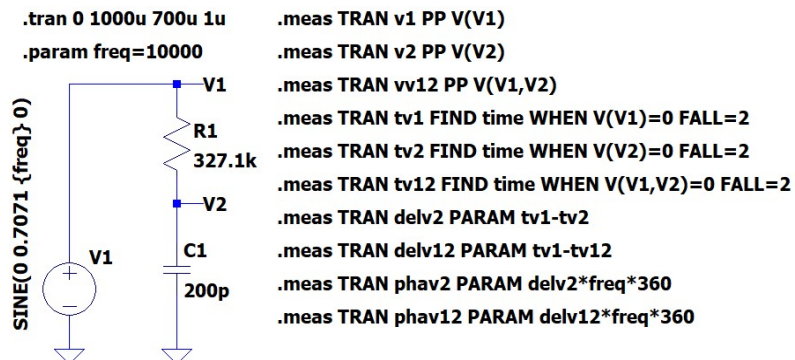 .tran 0 1000u 700u 1u
.param freq=10000
.meas TRAN v1 PP V(V1)
.meas TRAN v2 PP V(V2)
.meas TRAN vv12 PP V(V1,V2)
.meas TRAN tv1 FIND time WHEN V(V1)=0 FALL=2
.meas TRAN tv2 FIND time WHEN V(V2)=0 FALL=2
.meas TRAN tv12 FIND time WHEN V(V1,V2)=0 FALL=2
.meas TRAN delv2 PARAM tv1-tv2
.meas TRAN delv12 PARAM tv1-tv12
.meas TRAN phav2 PARAM delv2*freq*360
.meas TRAN phav12 PARAM delv12*freq*360
V1
R1
327.1k
V2
C1
200p
V1
SINE(0 0.7071 {freq} 0)